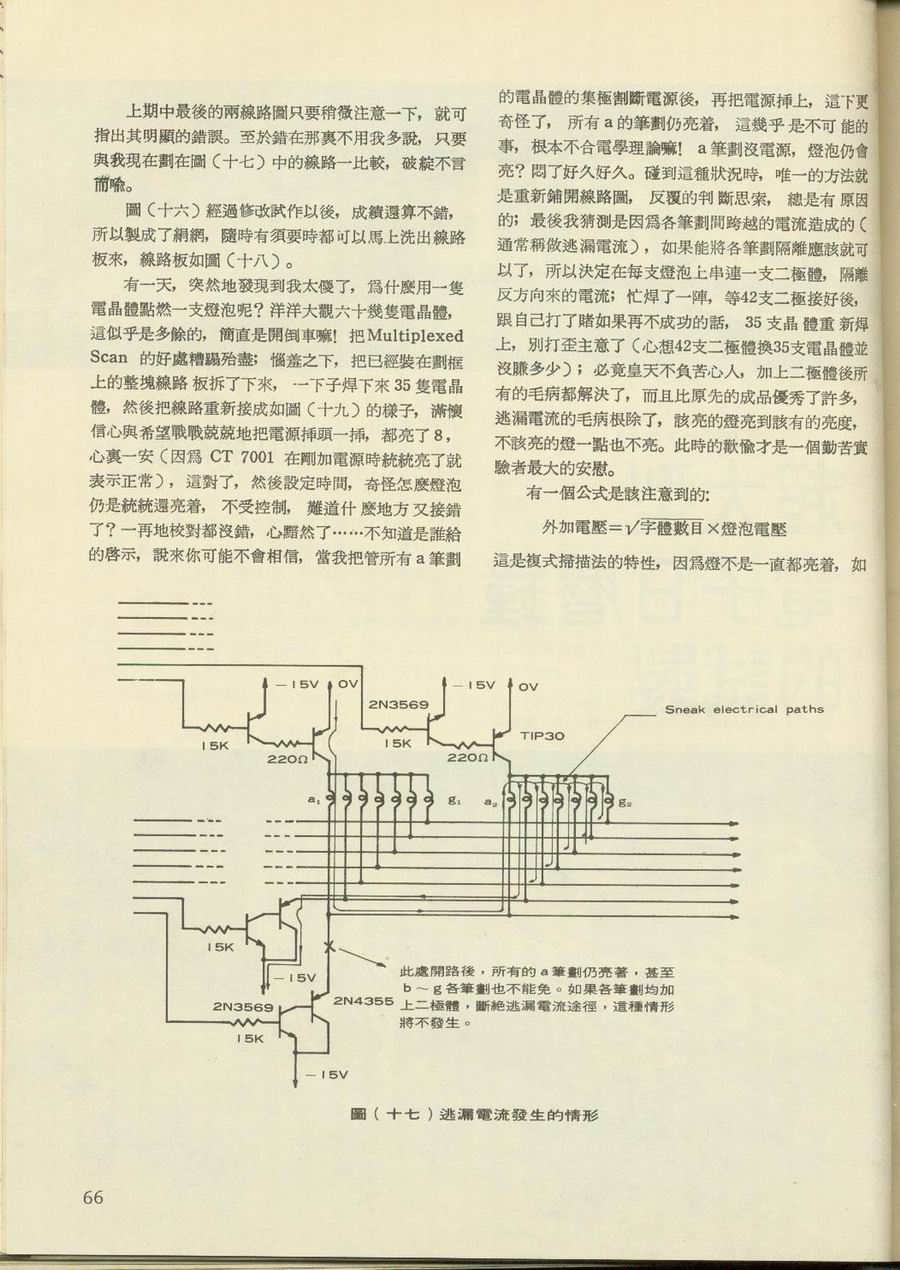 上期中最後的兩線路圖只要稍微注意一下，就可
指出其明顯的錯誤。至於錯在那裏不用我多說，只要
與我現在劃在圖（十七）中的線路一比較，破綻不言
而喻。
圖（十六）經過修改試作以後，成績還算不錯，
所以製成了絹網，隨時有須要時都可以馬上洗出線路
板來，線路板如圖（十八）。
有一天，突然地發現到我太傻了，爲什麼用一隻
電晶體點燃一支燈泡呢？洋洋大觀六十幾隻電晶體，
這似乎是多餘的，簡直是開倒車嘛！把Multiplexed
Scan 的好處糟蹋殆盡；惱羞之下，把已經裝在劃框
上的整塊線路板拆了下來，一下子焊下來 35 隻電晶
體，然後把線路重新接成如圖（十九）的樣子，滿懷
信心與希望戰戰兢兢地把電源揷頭一揷，都亮了 8，
心裏一安（因爲 CT 7001 在剛加電源時統統亮了就
表示正常），這對了，然後設定時間，奇怪怎麼燈泡
仍是統統還亮着，不受控制，難道什麼地方又接錯
了？一再地校對都沒錯，心黯然了……不知道是誰給
的啓示，說來你可能不會相信，當我把管所有 a 筆劃
的電晶體的集極割斷電源後，再把電源揷上，這下更
奇怪了，所有 a 的筆劃仍亮着，這幾乎是不可能的
事，根本不合電學理論嘛！a 筆劃沒電源，燈泡仍會
亮？悶了好久好久。碰到這種狀況時，唯一的方法就
是重新鋪開線路圖，反覆的判斷思索，總是有原因
的；最後我猜測是因爲各筆劃間跨越的電流造成的（
通常稱做逃漏電流），如果能將各筆劃隔離應該就可
以了，所以決定在每支燈泡上串連一支二極體，隔離
反方向來的電流；忙焊了一陣，等42支二極接好後，
跟自己打了賭如果再不成功的話，35 支晶體重新焊
上，別打歪主意了（心想42支二極體換35支電晶體並
沒賺多少）；必竟皇天不負苦心人，加上二極體後所
有的毛病都解決了，而且比原先的成品優秀了許多，
逃漏電流的毛病根除了，該亮的燈亮到該有的亮度，
不該亮的燈一點也不亮。此時的歡愉才是一個勤苦實
驗者最大的安慰。
有一個公式是該注意到的：
外加電壓＝√字體數目×燈泡電壓
這是複式掃描法的特性，因爲燈不是一直都亮着，如
－15V
0V
2N3569
－15V
0V
Sneak electrical paths
15K
220Ω
15K
220Ω
TIP30
a₁
g₁
a₂
g₂
15K
－15V
2N3569
2N4355
15K
－15V
此處開路後，所有的 a 筆劃仍亮著，甚至
b ～ g 各筆劃也不能免。如果各筆劃均加
上二極體，斷絶逃漏電流途徑，這種情形
將不發生。
圖（十七）逃漏電流發生的情形
66